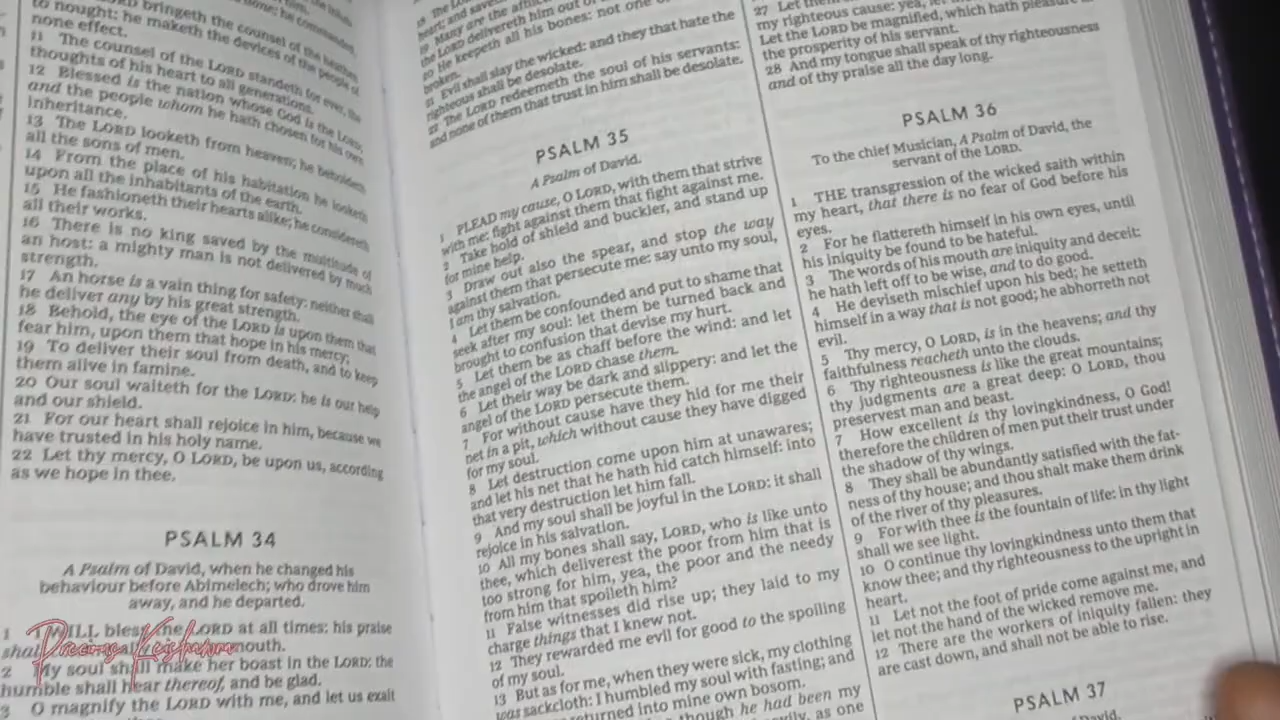 to nought: he maketh the devices of the people of
none effect.
11 The counsel of the LORD standeth for ever, the
thoughts of his heart to all generations.
12 Blessed is the nation whose God is the LORD;
and the people whom he hath chosen for his own
inheritance.
13 The LORD looketh from heaven; he beholdeth
all the sons of men.
14 From the place of his habitation he looketh
upon all the inhabitants of the earth.
15 He fashioneth their hearts alike; he considereth
all their works.
16 There is no king saved by the multitude of
an host: a mighty man is not delivered by much
strength.
17 An horse is a vain thing for safety: neither shall
he deliver any by his great strength.
18 Behold, the eye of the LORD is upon them that
fear him, upon them that hope in his mercy;
19 To deliver their soul from death, and to keep
them alive in famine.
20 Our soul waiteth for the LORD: he is our help
and our shield.
21 For our heart shall rejoice in him, because we
have trusted in his holy name.
22 Let thy mercy, O LORD, be upon us, according
as we hope in thee.
PSALM 34
A Psalm of David, when he changed his
behaviour before Abimelech; who drove him
away, and he departed.
1 I WILL bless the LORD at all times: his praise
shall mouth.
2 My soul shall make her boast in the LORD: the
humble shall hear thereof, and be glad.
3 O magnify the LORD with me, and let us exalt
19 Many are the
the LORD delivereth him out of
20 He keepeth all his bones: not one of
broken.
21 Evil shall slay the wicked: and they that hate the
righteous shall be desolate.
22 The LORD redeemeth the soul of his servants:
and none of them that trust in him shall be desolate.
PSALM 35
A Psalm of David.
1 PLEAD my cause, O LORD, with them that strive
with me: fight against them that fight against me.
2 Take hold of shield and buckler, and stand up
for mine help.
3 Draw out also the spear, and stop the way
against them that persecute me: say unto my soul,
I am thy salvation.
4 Let them be confounded and put to shame that
seek after my soul: let them be turned back and
brought to confusion that devise my hurt.
5 Let them be as chaff before the wind: and let
the angel of the LORD chase them.
6 Let their way be dark and slippery: and let the
angel of the LORD persecute them.
7 For without cause have they hid for me their
net in a pit, which without cause they have digged
for my soul.
8 Let destruction come upon him at unawares;
and let his net that he hath hid catch himself: into
that very destruction let him fall.
9 And my soul shall be joyful in the LORD: it shall
rejoice in his salvation.
10 All my bones shall say, LORD, who is like unto
thee, which deliverest the poor from him that is
too strong for him, yea, the poor and the needy
from him that spoileth him?
11 False witnesses did rise up; they laid to my
charge things that I knew not.
12 They rewarded me evil for good to the spoiling
of my soul.
13 But as for me, when they were sick, my clothing
was sackcloth: I humbled my soul with fasting; and
returned into mine own bosom.
though he had been my
as one
27 Let them
my righteous cause: yea, let
Let the LORD be magnified, which hath pleasure in
the prosperity of his servant.
28 And my tongue shall speak of thy righteousness
and of thy praise all the day long.
PSALM 36
To the chief Musician, A Psalm of David, the
servant of the LORD.
1 THE transgression of the wicked saith within
my heart, that there is no fear of God before his
eyes.
2 For he flattereth himself in his own eyes, until
his iniquity be found to be hateful.
3 The words of his mouth are iniquity and deceit:
he hath left off to be wise, and to do good.
4 He deviseth mischief upon his bed; he setteth
himself in a way that is not good; he abhorreth not
evil.
5 Thy mercy, O LORD, is in the heavens; and thy
faithfulness reacheth unto the clouds.
6 Thy righteousness is like the great mountains;
thy judgments are a great deep: O LORD, thou
preservest man and beast.
7 How excellent is thy lovingkindness, O God!
therefore the children of men put their trust under
the shadow of thy wings.
8 They shall be abundantly satisfied with the fat-
ness of thy house; and thou shalt make them drink
of the river of thy pleasures.
9 For with thee is the fountain of life: in thy light
shall we see light.
10 O continue thy lovingkindness unto them that
know thee; and thy righteousness to the upright in
heart.
11 Let not the foot of pride come against me, and
let not the hand of the wicked remove me.
12 There are the workers of iniquity fallen: they
are cast down, and shall not be able to rise.
PSALM 37
David.